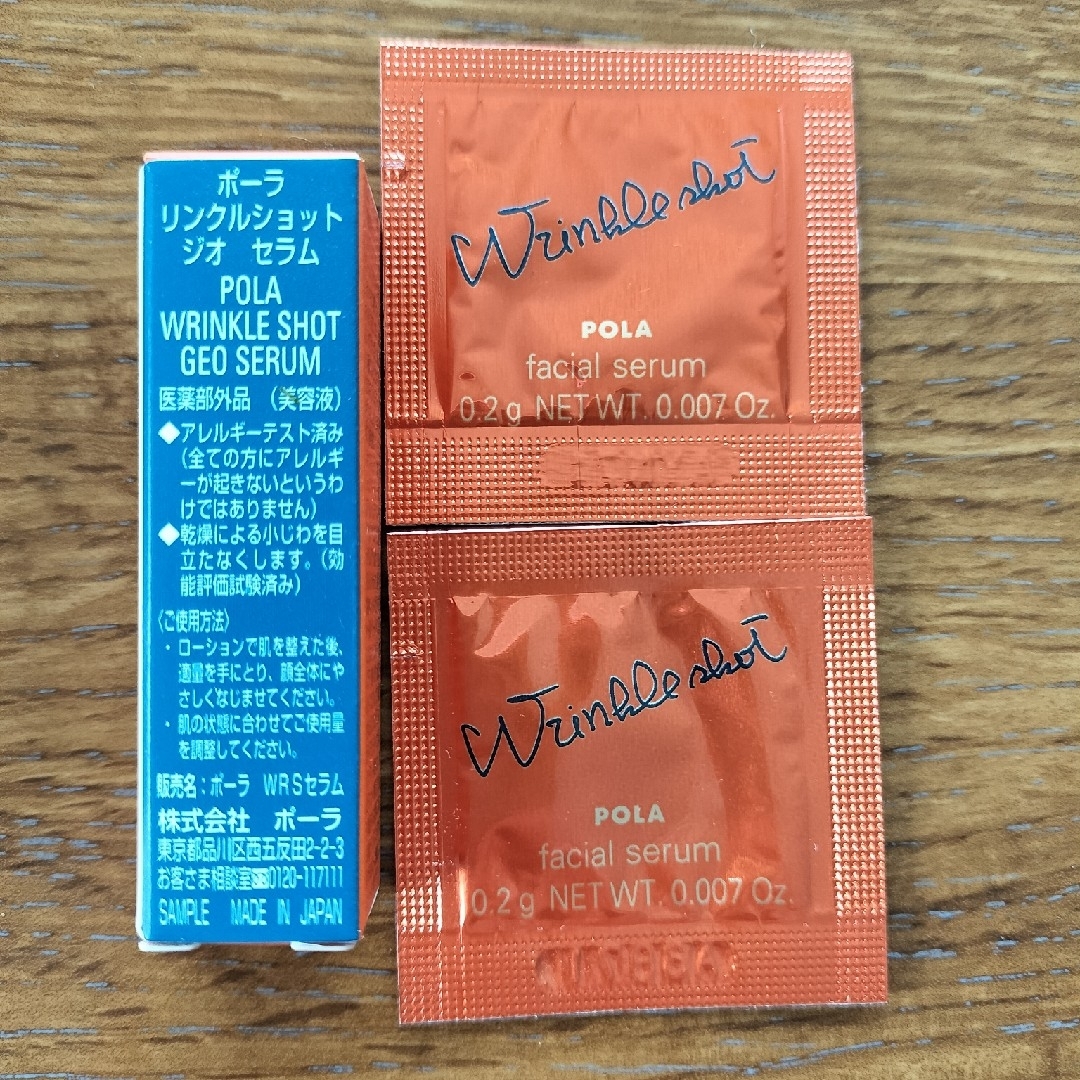 ポーラ
リンクルショット
ジオ セラム
POLA
WRINKLE SHOT
GEO SERUM
医薬部外品 (美容液)
◆アレルギーテスト済み
(全ての方にアレルギ
ーが起きないというわ
けではありません)
◆乾燥による小じわを目
立たなくします。(効
能評価試験済み)
〈ご使用方法〉
・ローションで肌を整えた後、
適量を手にとり、顔全体にや
さしくなじませてください。
・肌の状態に合わせてご使用量
を調整してください。
販売名:ポーラ WRSセラム
株式会社 ポーラ
東京都品川区西五反田2-2-3
お客さま相談室 0120-117111
SAMPLE MADE IN JAPAN
Wrinkle shot
POLA
facial serum
0.2 g NET WT. 0.007 Oz.
Wrinkle shot
POLA
facial serum
0.2 g NET WT. 0.007 Oz.